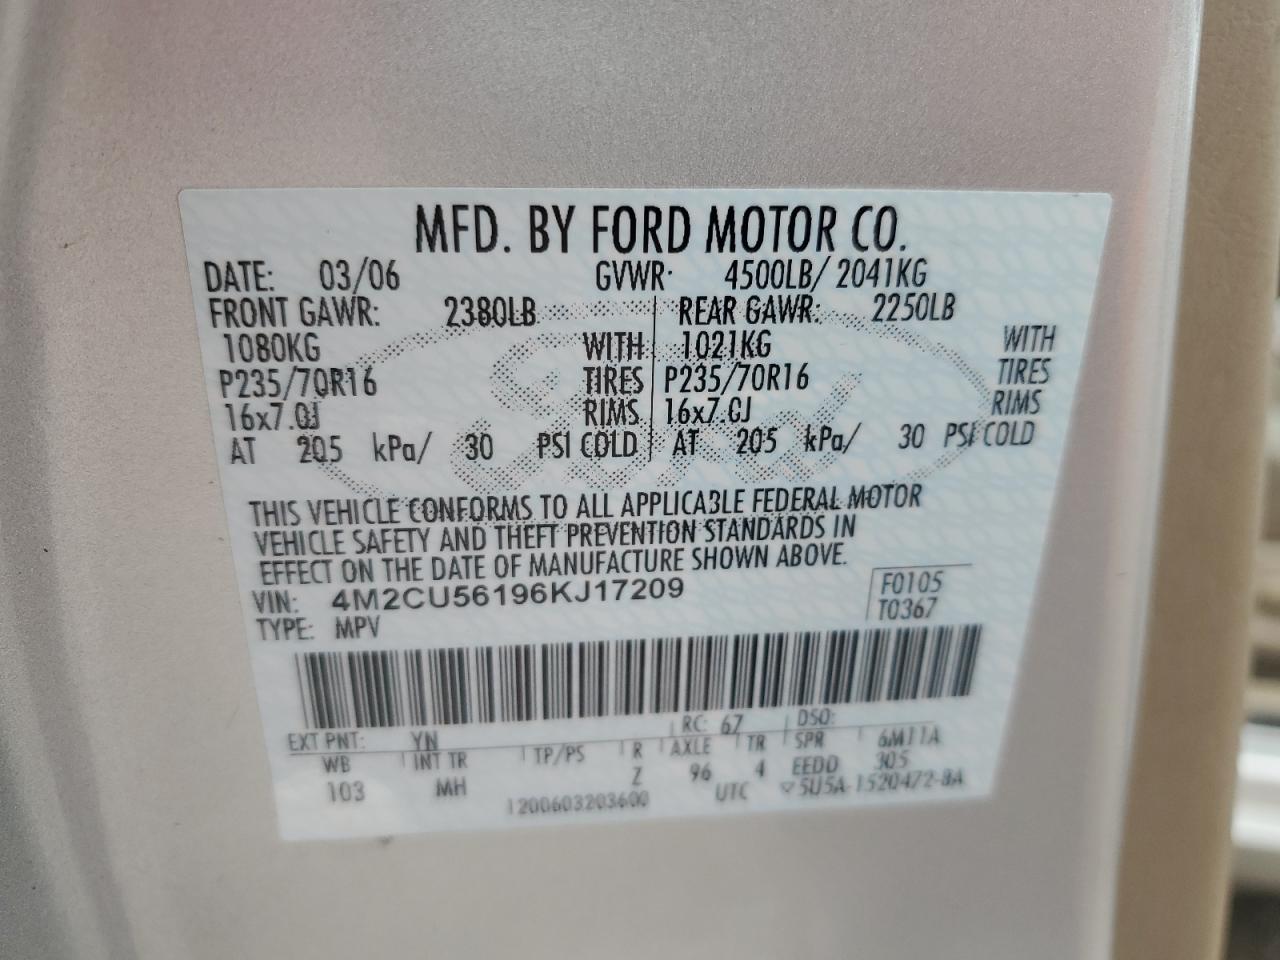 MFD. BY FORD MOTOR CO.
DATE: 03/06 GVWR: 4500LB/ 2041KG
FRONT GAWR: 2380LB REAR GAWR: 2250LB
1080KG WITH 1021KG WITH
P235/70R16 TIRES P235/70R16 TIRES
16x7.0J RIMS 16x7.0J RIMS
AT 205 kPa/ 30 PSI COLD AT 205 kPa/ 30 PSI COLD
THIS VEHICLE CONFORMS TO ALL APPLICABLE FEDERAL MOTOR
VEHICLE SAFETY AND THEFT PREVENTION STANDARDS IN
EFFECT ON THE DATE OF MANUFACTURE SHOWN ABOVE.
VIN: 4M2CU56196KJ17209 F0105
TYPE: MPV T0367
EXT PNT: YN RC: 67 DSO:
WB INT TR TP/PS R AXLE TR SPR 6M11A
103 MH Z 96 4 EEDD 305
1200603203600 UTC ▽5U5A-1520472-BA